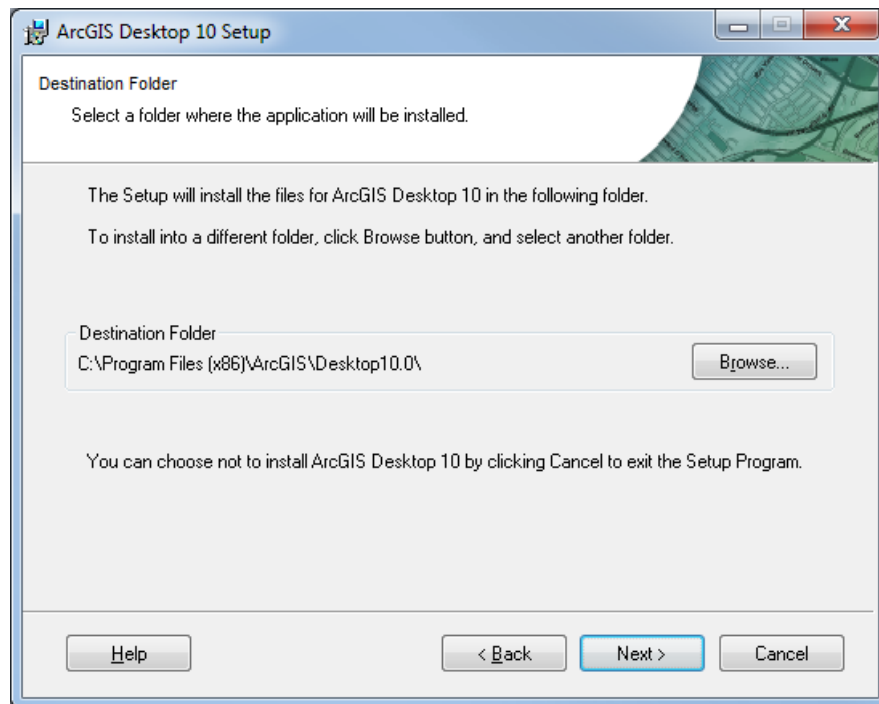 ArcGIS Desktop 10 Setup
Destination Folder
Select a folder where the application will be installed.
The Setup will install the files for ArcGIS Desktop 10 in the following folder.
To install into a different folder, click Browse button, and select another folder.
Destination Folder
C:\Program Files (x86)\ArcGIS\Desktop10.0\
Browse...
You can choose not to install ArcGIS Desktop 10 by clicking Cancel to exit the Setup Program.
Help
< Back
Next >
Cancel